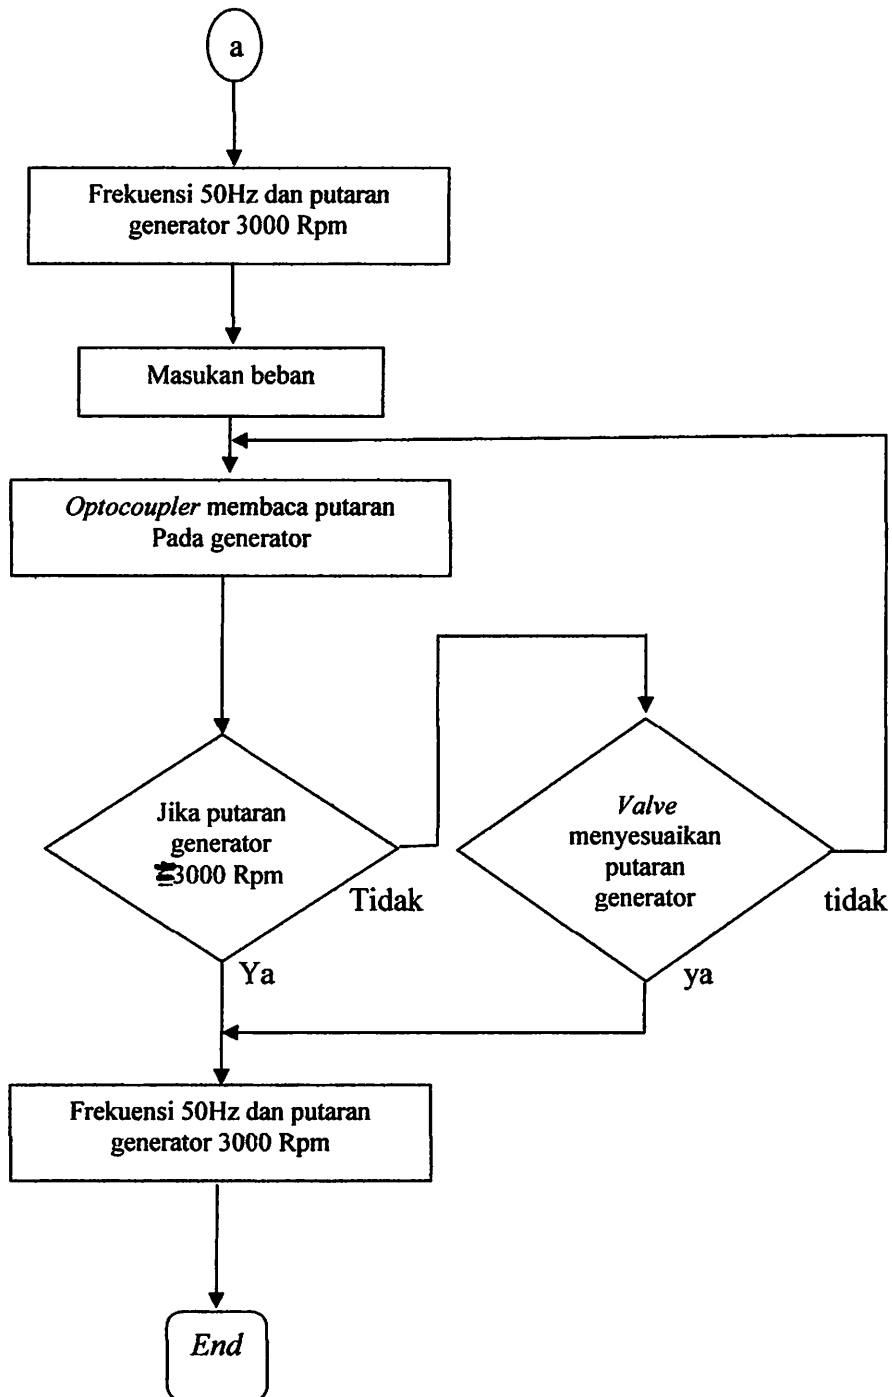 a
Frekuensi 50Hz dan putaran
generator 3000 Rpm
Masukan beban
Optocoupler membaca putaran
Pada generator
Jika putaran
generator
3000 Rpm
Tidak
Ya
Valve
menyesuaikan
putaran
generator
tidak
ya
Frekuensi 50Hz dan putaran
generator 3000 Rpm
End